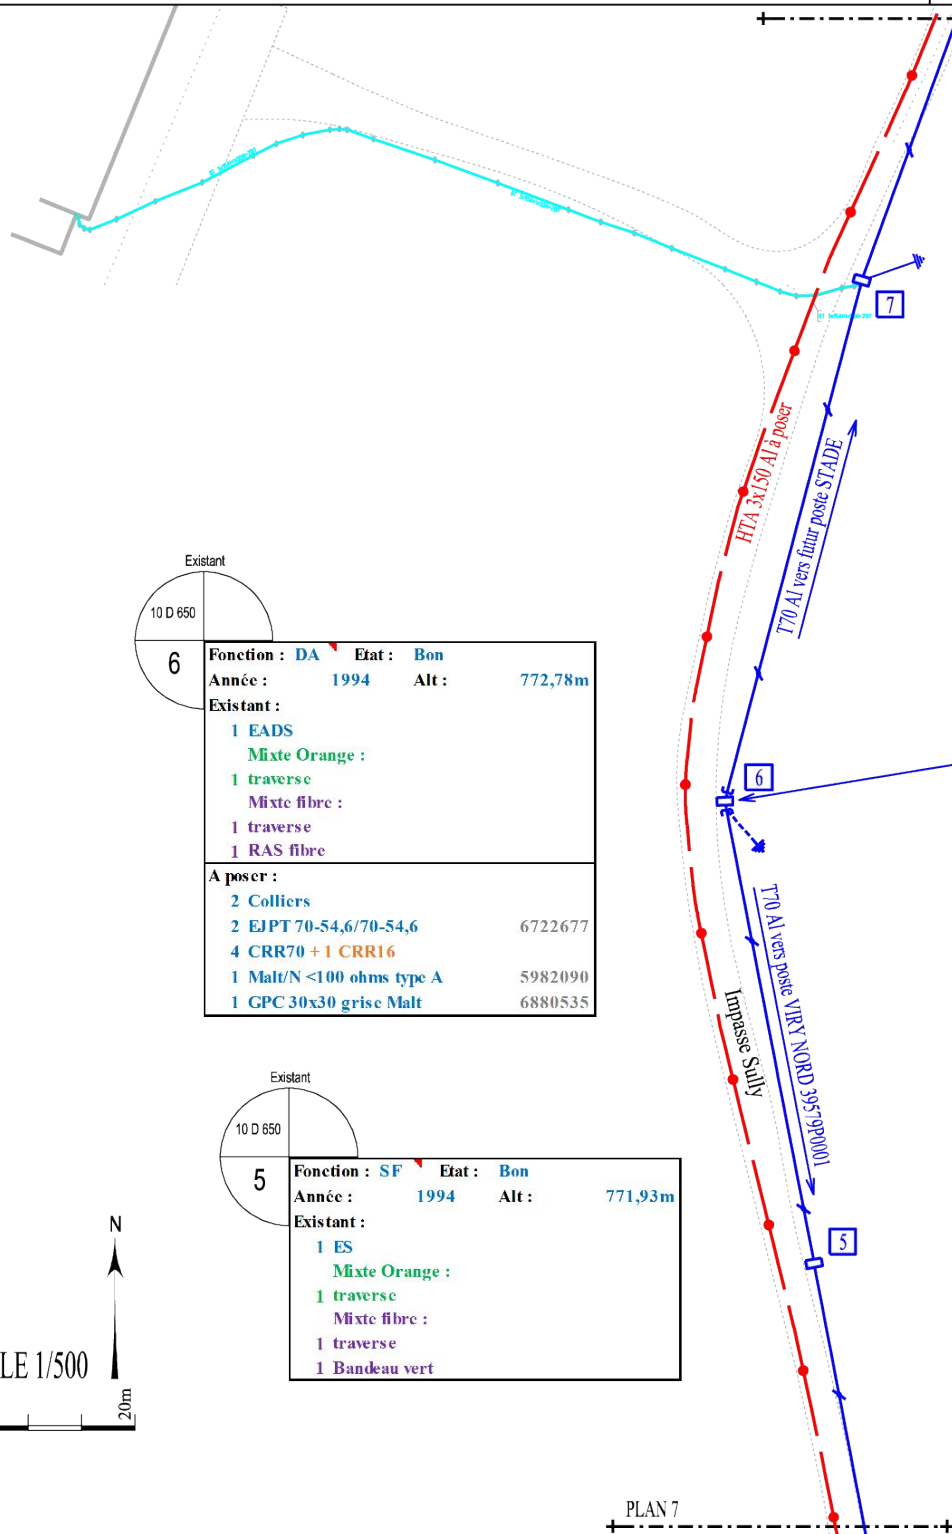 7
HTA 3x150 Al à poser
T70 Al vers futur poste STADE
Existant
10 D 650
6
Fonction : DA Etat : Bon
Année : 1994 Alt : 772,78m
Existant :
1 EADS
Mixte Orange :
1 traverse
Mixte fibre :
1 traverse
1 RAS fibre
A poser :
2 Colliers
2 EJPT 70-54,6/70-54,6 6722677
4 CRR70 + 1 CRR16
1 Malt/N <100 ohms type A 5982090
1 GPC 30x30 grise Malt 6880535
6
T70 Al vers poste VIRY NORD 39579P0001
Impasse Sully
Existant
10 D 650
5
Fonction : SF Etat : Bon
Année : 1994 Alt : 771,93m
Existant :
1 ES
Mixte Orange :
1 traverse
Mixte fibre :
1 traverse
1 Bandeau vert
5
N
LE 1/500
20m
PLAN 7